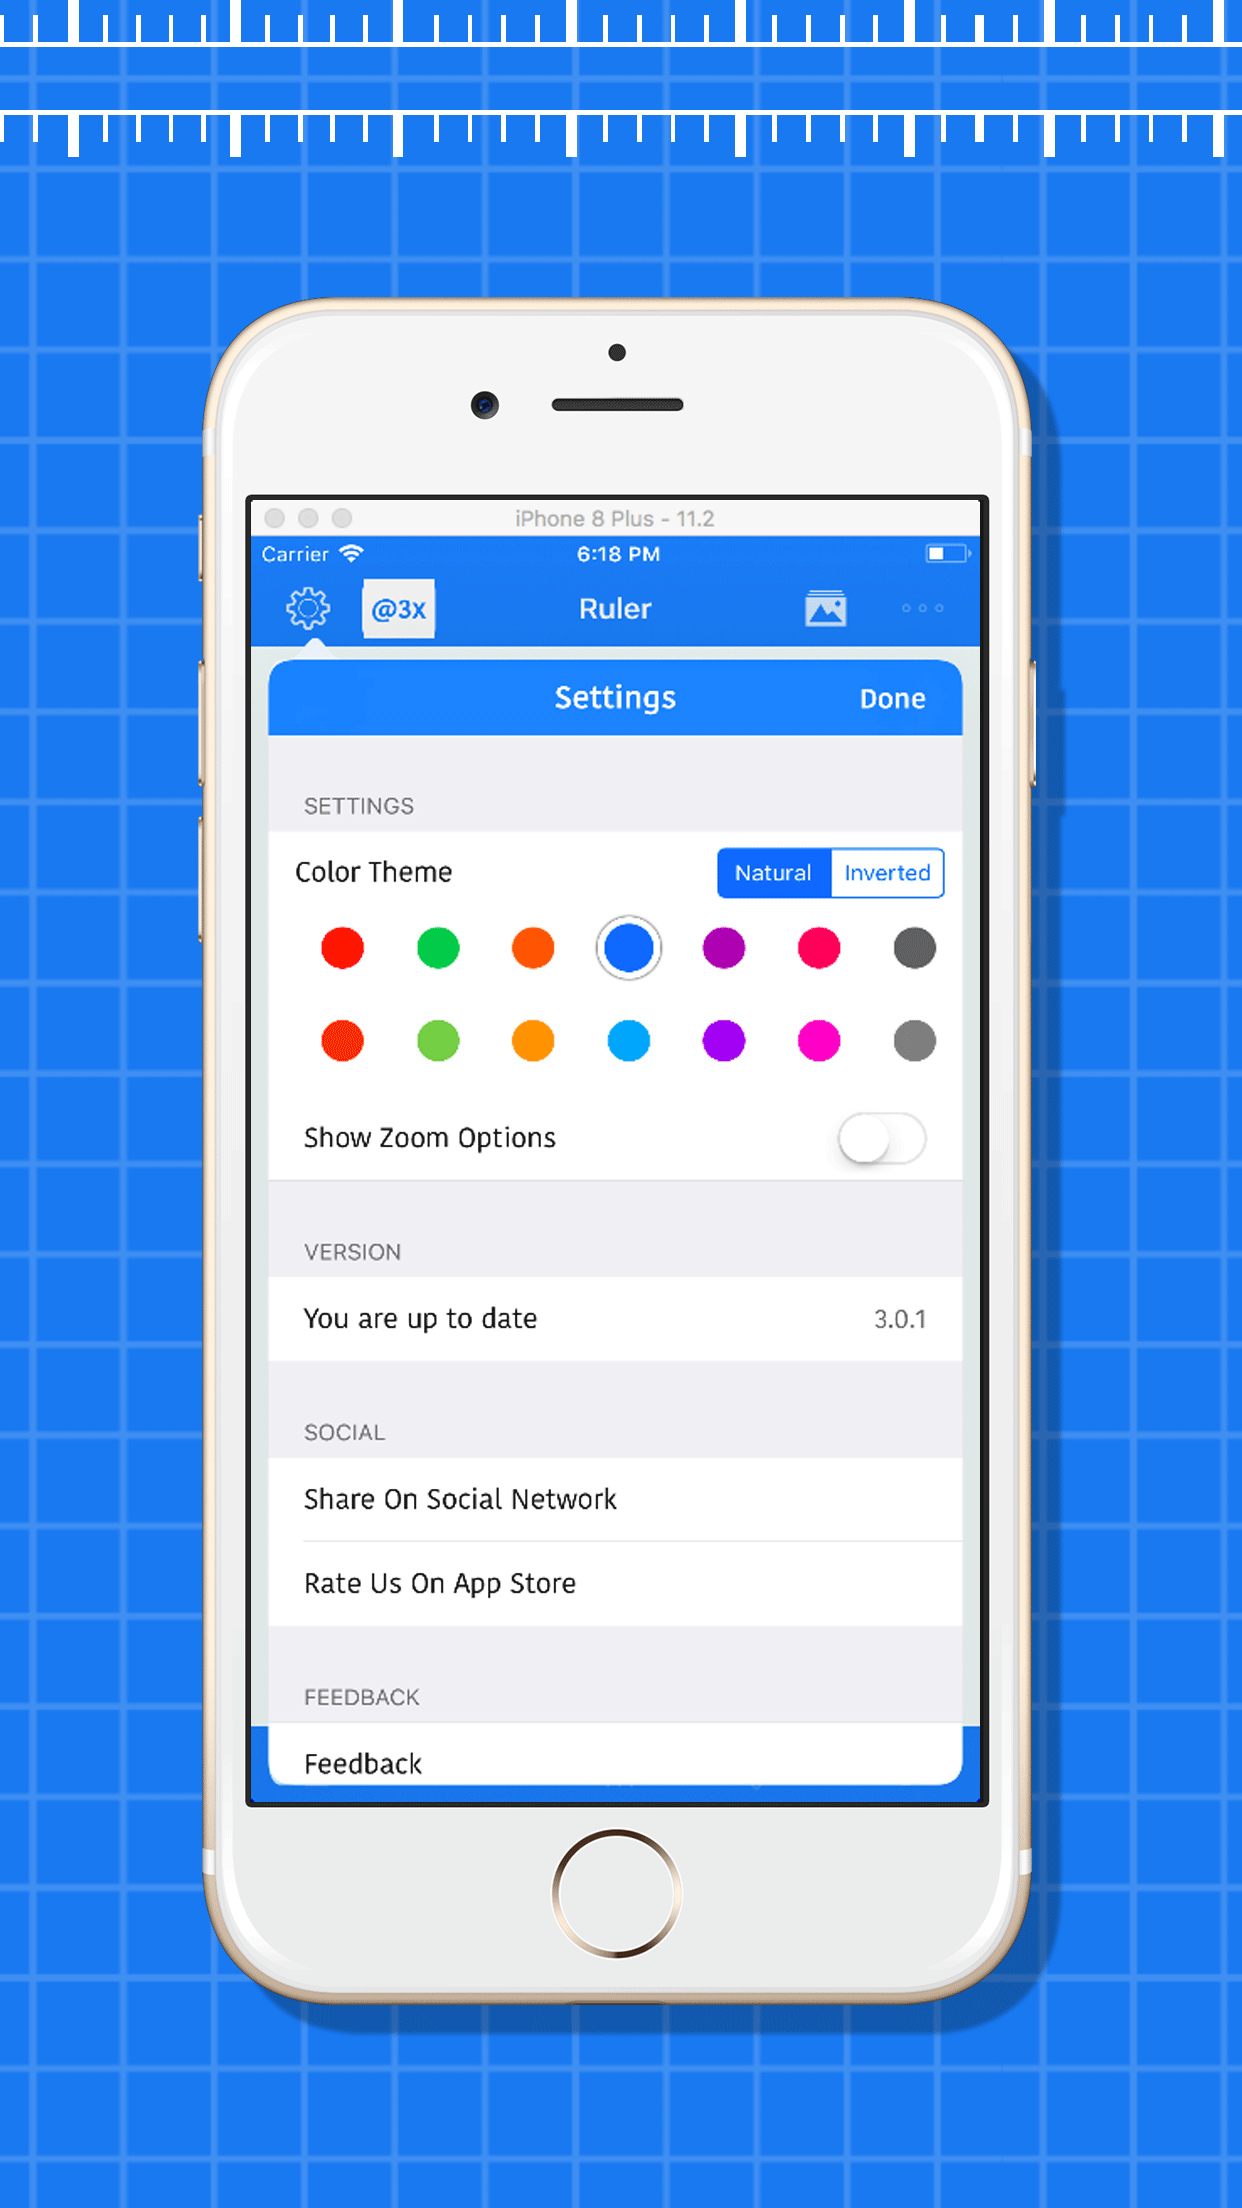 iPhone 8 Plus - 11.2
Carrier 6:18 PM
@3x Ruler
Settings Done
SETTINGS
Color Theme Natural Inverted
Show Zoom Options
VERSION
You are up to date 3.0.1
SOCIAL
Share On Social Network
Rate Us On App Store
FEEDBACK
Feedback